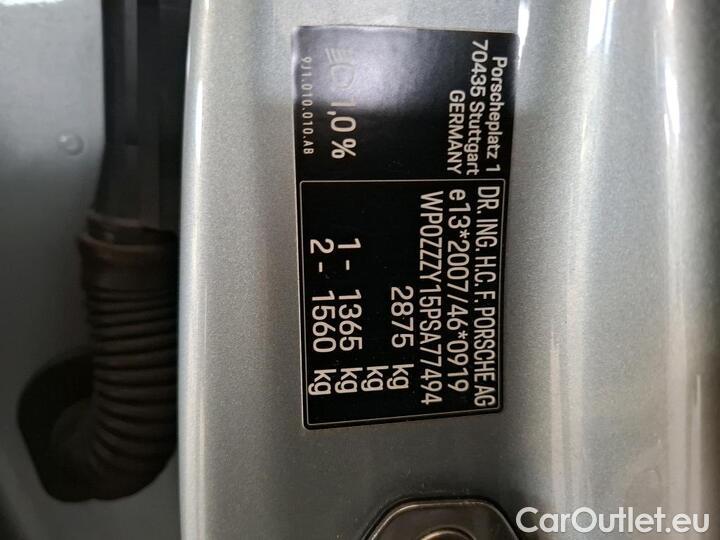 Porscheplatz 1
70435 Stuttgart
GERMANY
1,0%
9J1.010.010.AB
DR. ING. H.C. F. PORSCHE AG
e13*2007/46*0919
WP0ZZZY15PSA77494
2875 kg
1 - 1365 kg
2 - 1560 kg
CarOutlet.eu